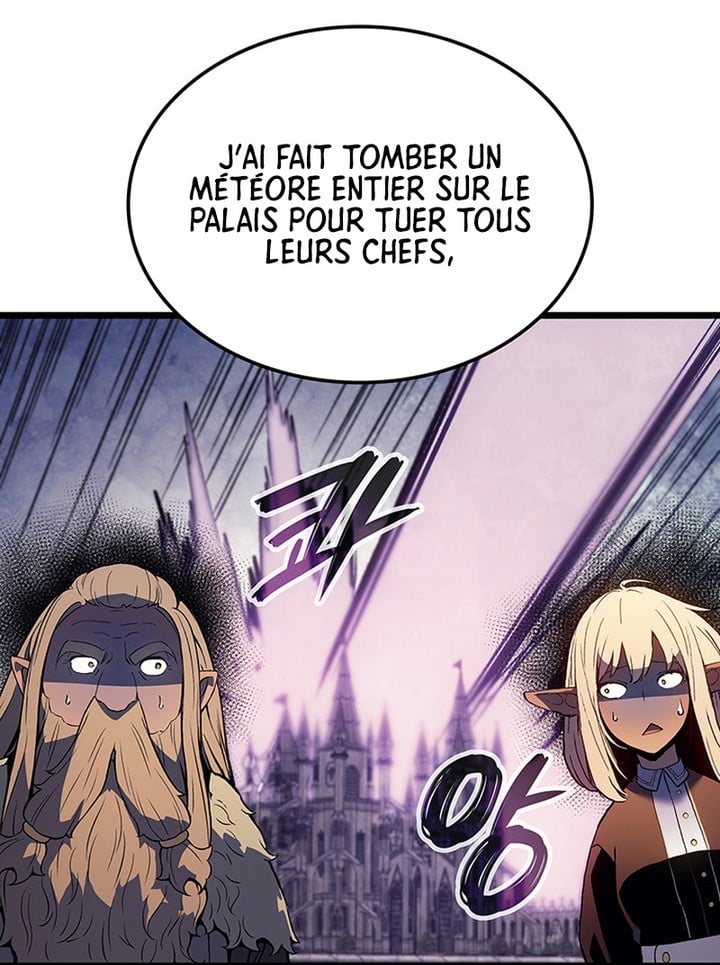 J'AI FAIT TOMBER UN
MÉTÉORE ENTIER SUR LE
PALAIS POUR TUER TOUS
LEURS CHEFS,
콰
앙